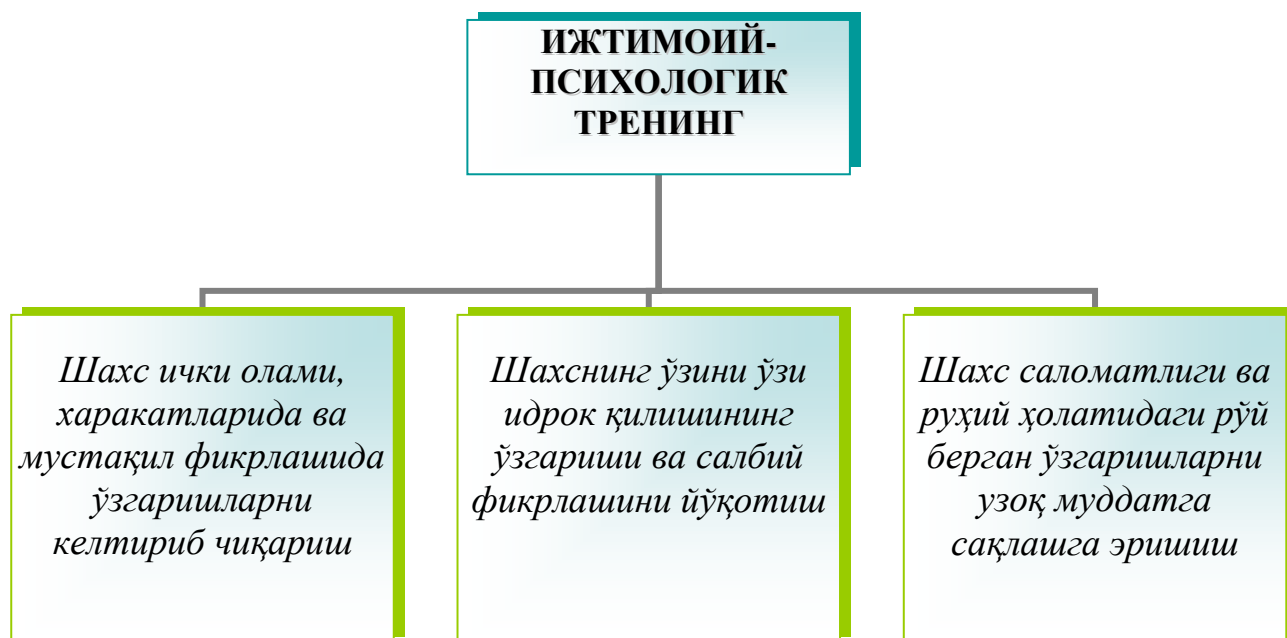 ИЖТИМОИЙ-
ПСИХОЛОГИК
ТРЕНИНГ
Шахс ички олами,
харакатларида ва
мустақил фикрлашида
ўзгаришларни
келтириб чиқариш
Шахснинг ўзини ўзи
идрок қилишининг
ўзгариши ва салбий
фикрлашини йўқотиш
Шахс саломатлиги ва
руҳий ҳолатидаги рўй
берган ўзгаришларни
узоқ муддатга
сақлашга эришиш